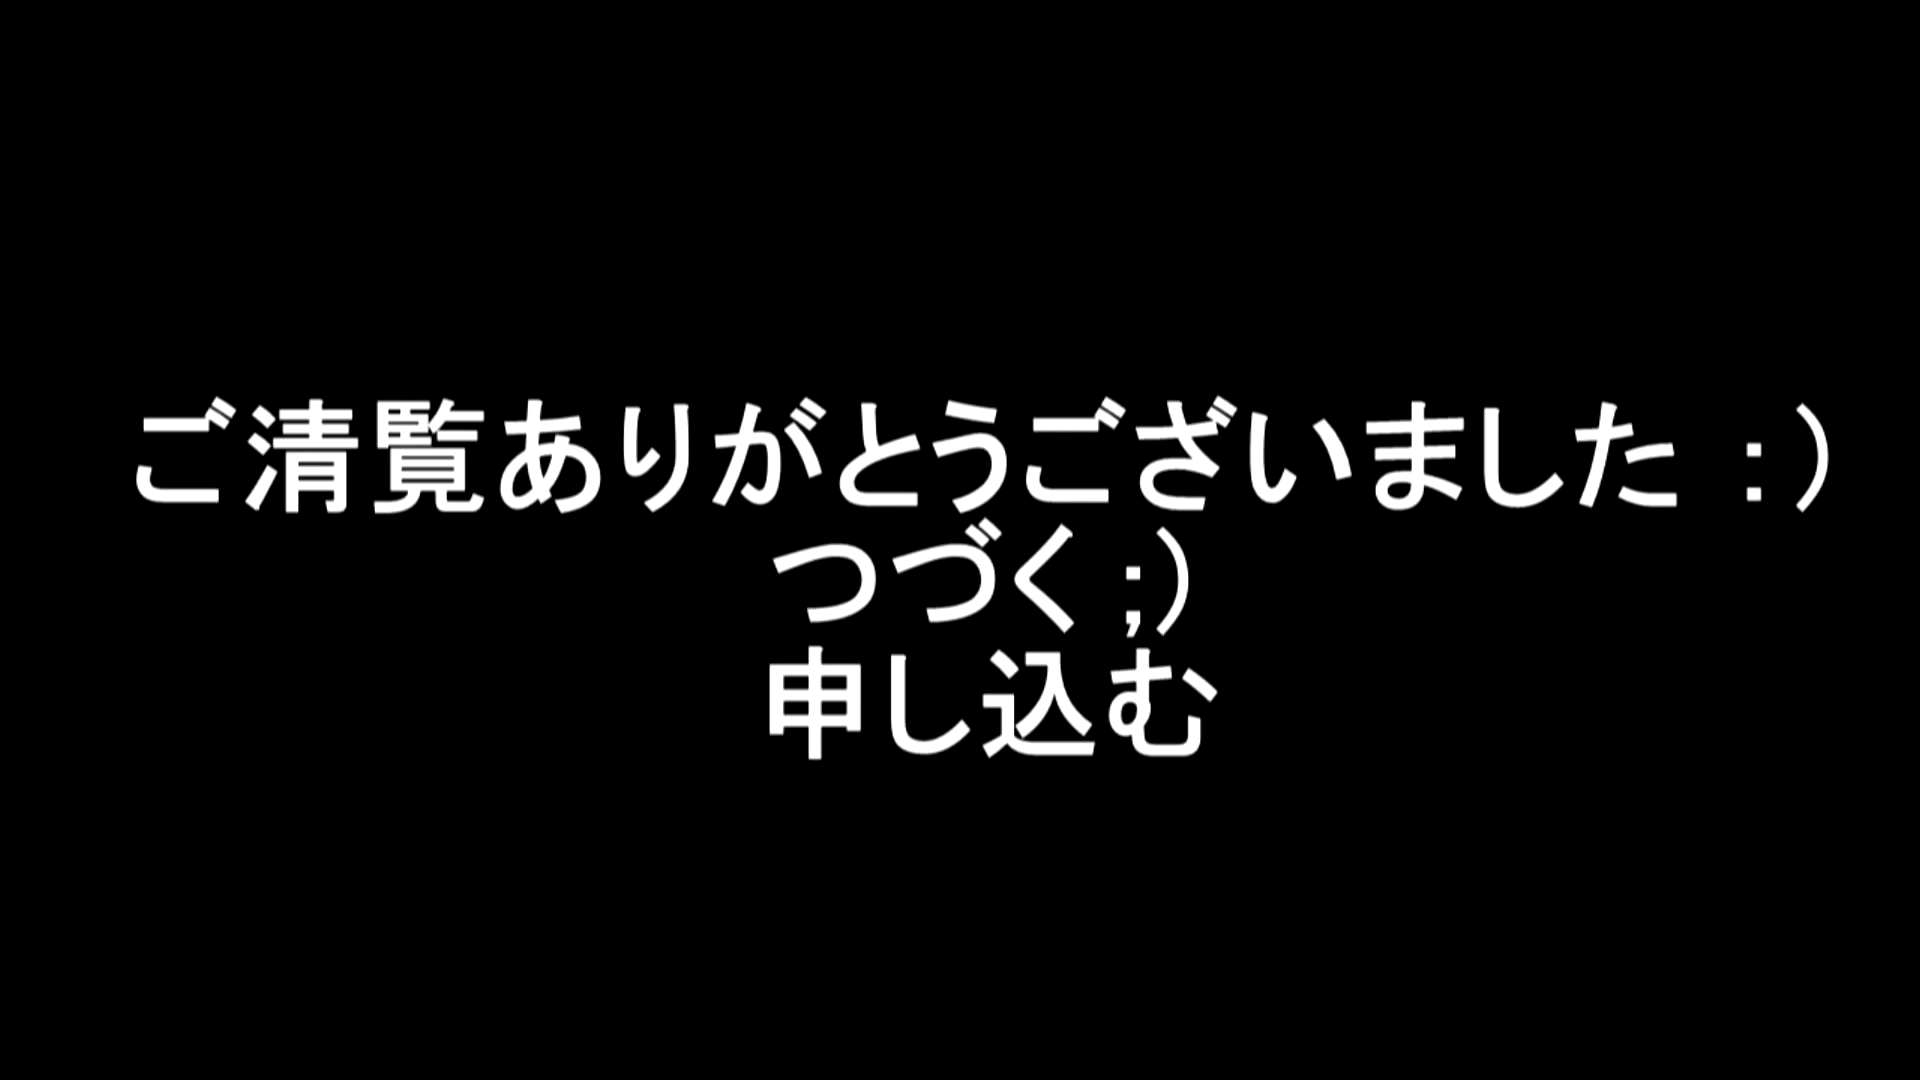 ご清覧ありがとうございました :)
つづく ;)
申し込む